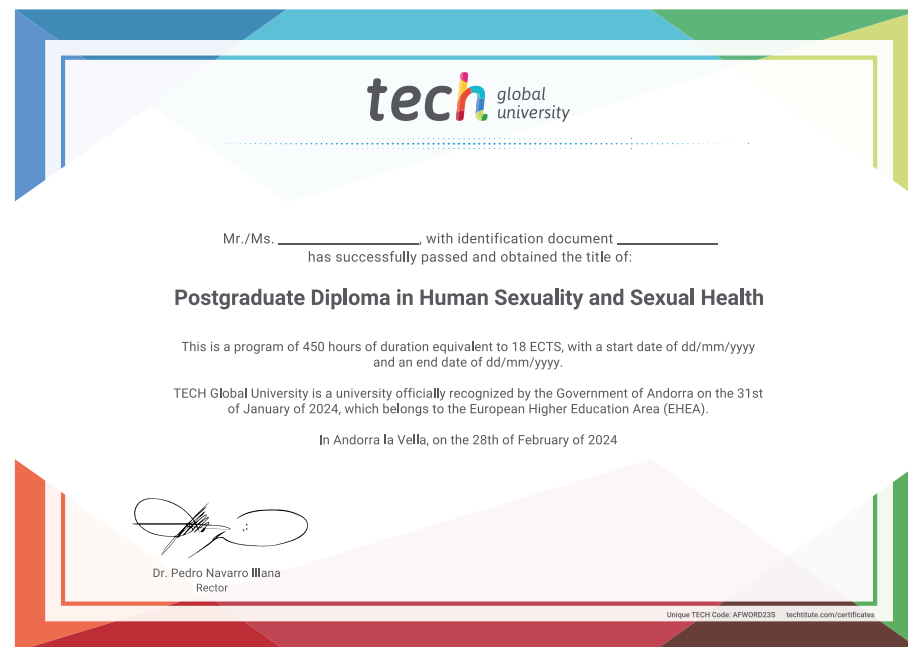 tech global university
Mr./Ms. ____________________, with identification document ______________
has successfully passed and obtained the title of:
Postgraduate Diploma in Human Sexuality and Sexual Health
This is a program of 450 hours of duration equivalent to 18 ECTS, with a start date of dd/mm/yyyy
and an end date of dd/mm/yyyy.
TECH Global University is a university officially recognized by the Government of Andorra on the 31st
of January of 2024, which belongs to the European Higher Education Area (EHEA).
In Andorra la Vella, on the 28th of February of 2024
Dr. Pedro Navarro Illana
Rector
Unique TECH Code: AFWORD23S techtitute.com/certificates